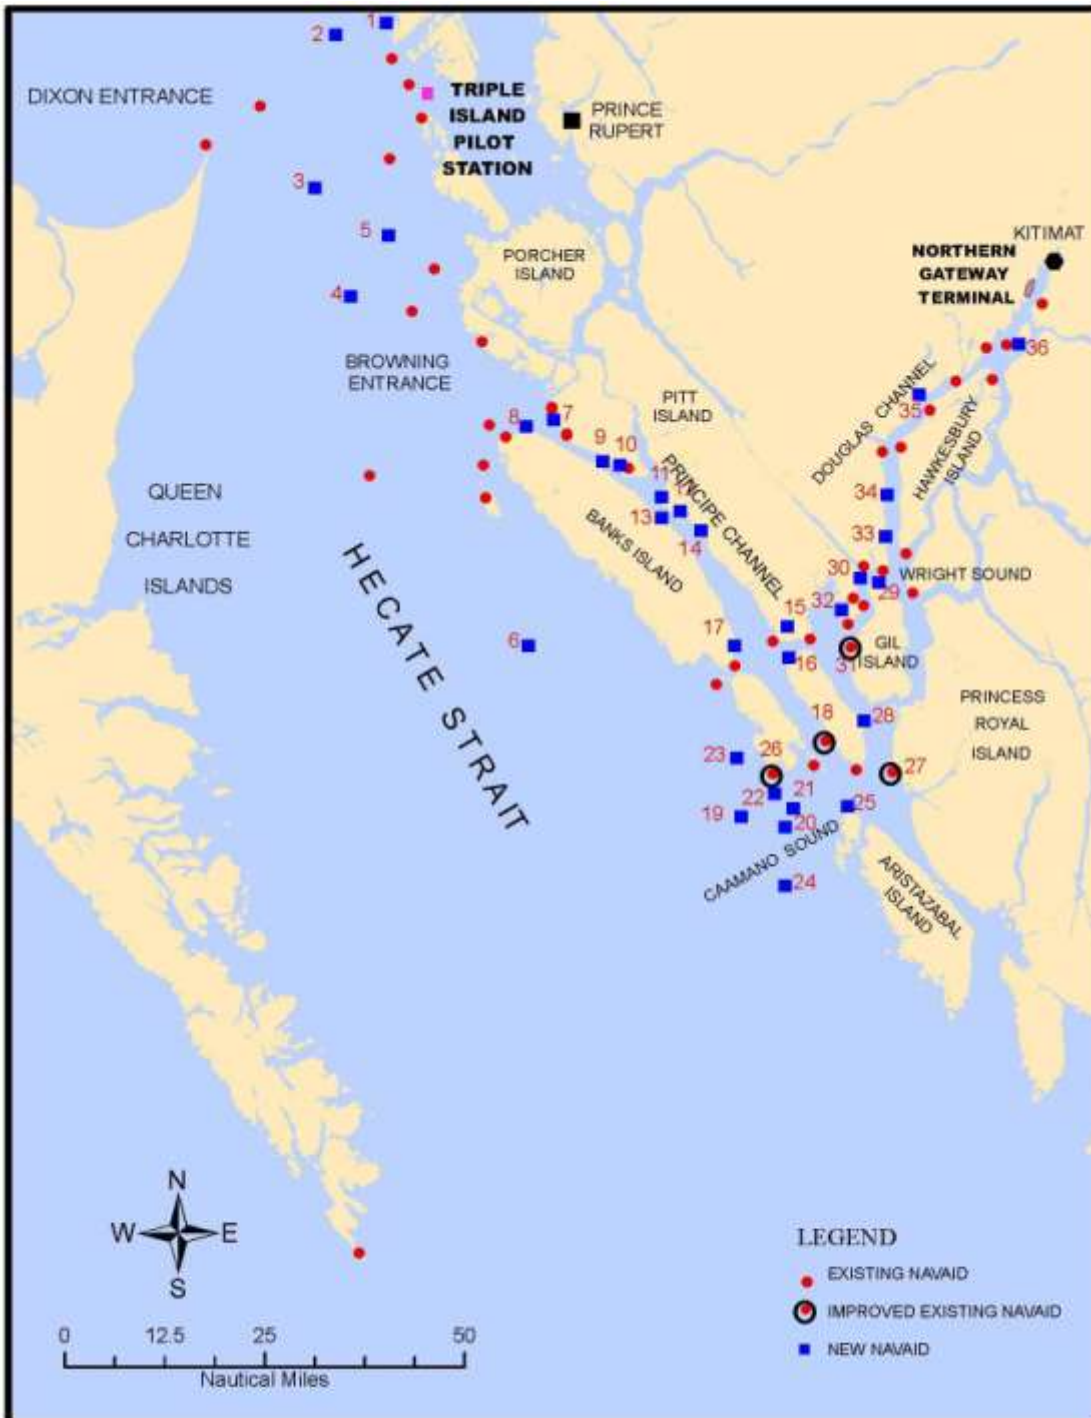 1
2
DIXON ENTRANCE
TRIPLE
ISLAND
PILOT
STATION
PRINCE
RUPERT
3
5
4
PORCHER
ISLAND
KITIMAT
NORTHERN
GATEWAY
TERMINAL
36
BROWNING
ENTRANCE
PITT
ISLAND
DOUGLAS CHANNEL
35
HAWKESBURY
ISLAND
8
7
9
10
11
13
14
PRINCIPE CHANNEL
BANKS ISLAND
QUEEN
CHARLOTTE
ISLANDS
HECATE STRAIT
34
33
30
29
WRIGHT SOUND
32
15
17
16
31
GIL
ISLAND
6
PRINCESS
ROYAL
ISLAND
18
28
23
26
27
22
21
25
19
20
CAAMANO SOUND
24
ARISTAZABAL
ISLAND
N
W E
S
0 12.5 25 50
Nautical Miles
LEGEND
EXISTING NAVAID
IMPROVED EXISTING NAVAID
NEW NAVAID